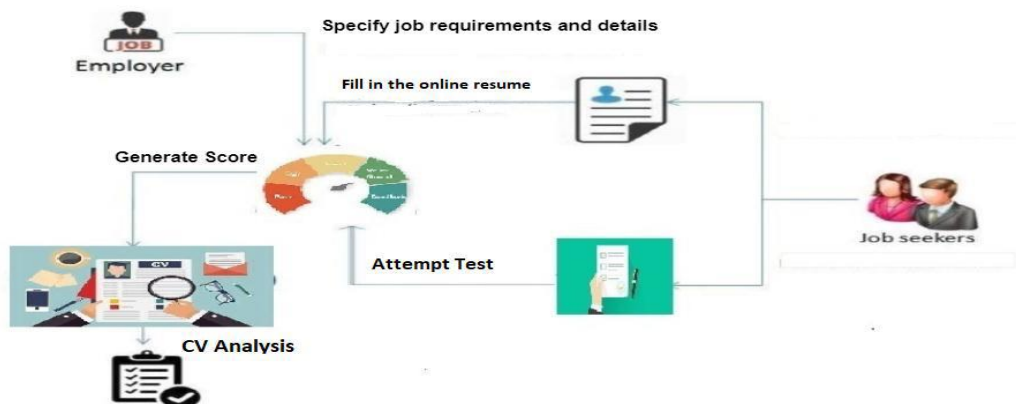 Specify job requirements and details
JOB
Employer
Fill in the online resume
Generate Score
Poor
CV
Job seekers
Attempt Test
CV Analysis